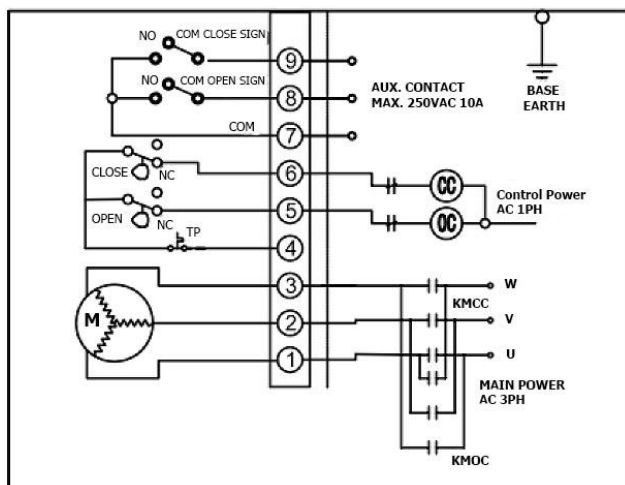 NO COM CLOSE SIGN
9
NO COM OPEN SIGN
8
AUX. CONTACT
MAX. 250VAC 10A
BASE
EARTH
COM
7
CLOSE NC
6
CC
Control Power
AC 1PH
OPEN NC
5
OC
TP
4
3
W
KMCC
M
2
V
1
U
MAIN POWER
AC 3PH
KMOC